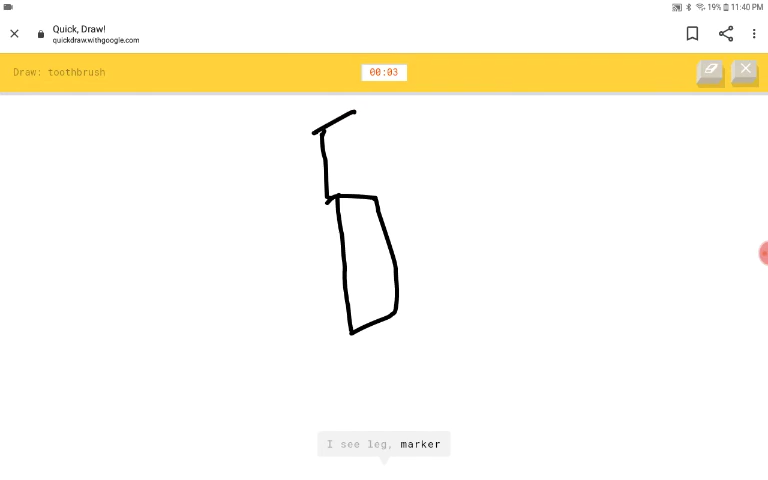 19% 11:40 PM
Quick, Draw!
quickdraw.withgoogle.com
Draw: toothbrush
00:03
I see leg, marker